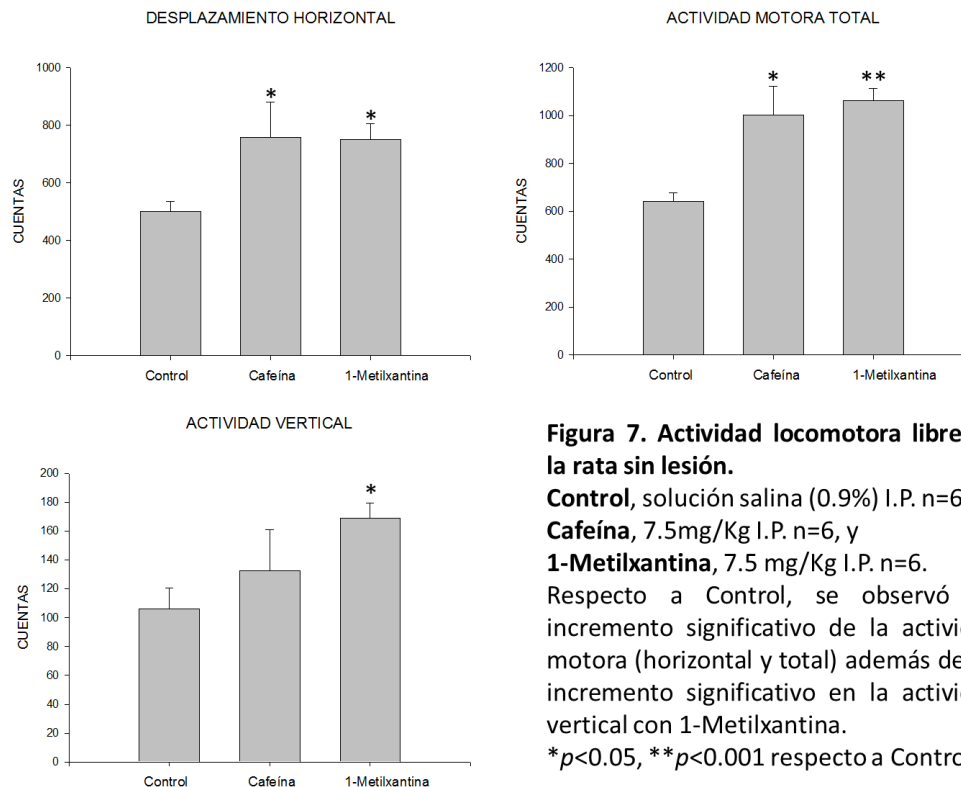 DESPLAZAMIENTO HORIZONTAL
1000
800
600
400
200
0
CUENTAS
*
*
Control
Cafeína
1-Metilxantina
ACTIVIDAD MOTORA TOTAL
1200
1000
800
600
400
200
0
CUENTAS
*
**
Control
Cafeína
1-Metilxantina
ACTIVIDAD VERTICAL
200
180
160
140
120
100
80
60
40
20
0
CUENTAS
*
Control
Cafeína
1-Metilxantina
Figura 7. Actividad locomotora libre
la rata sin lesión.
Control, solución salina (0.9%) I.P. n=6
Cafeína, 7.5mg/Kg I.P. n=6, y
1-Metilxantina, 7.5 mg/Kg I.P. n=6.
Respecto a Control, se observó
incremento significativo de la activi
motora (horizontal y total) además de
incremento significativo en la activi
vertical con 1-Metilxantina.
*p<0.05, **p<0.001 respecto a Contro